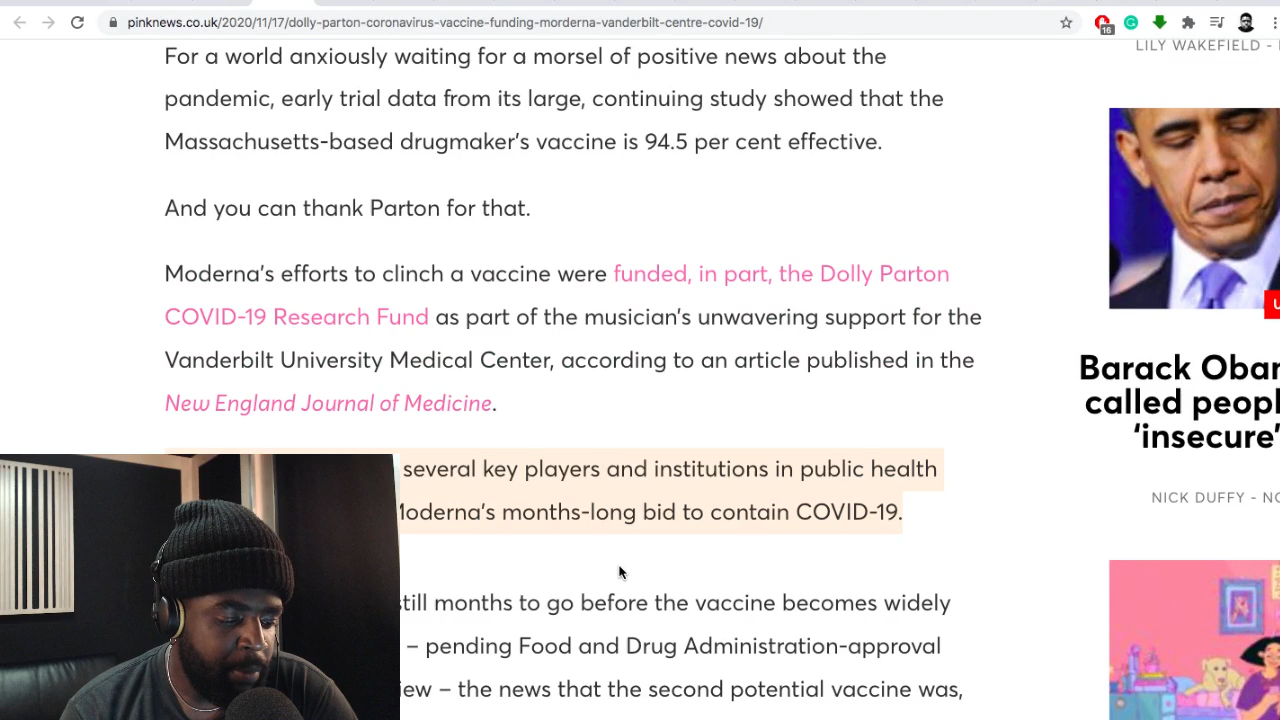 pinknews.co.uk/2020/11/17/dolly-parton-coronavirus-vaccine-funding-morderna-vanderbilt-centre-covid-19/
16
LILY WAKEFIELD -
For a world anxiously waiting for a morsel of positive news about the
pandemic, early trial data from its large, continuing study showed that the
Massachusetts-based drugmaker's vaccine is 94.5 per cent effective.
And you can thank Parton for that.
Moderna's efforts to clinch a vaccine were funded, in part, the Dolly Parton
COVID-19 Research Fund as part of the musician's unwavering support for the
Vanderbilt University Medical Center, according to an article published in the
New England Journal of Medicine.
several key players and institutions in public health
Moderna's months-long bid to contain COVID-19.
still months to go before the vaccine becomes widely
– pending Food and Drug Administration-approval
– the news that the second potential vaccine was,
Barack
called
'insecure'
NICK DUFFY -